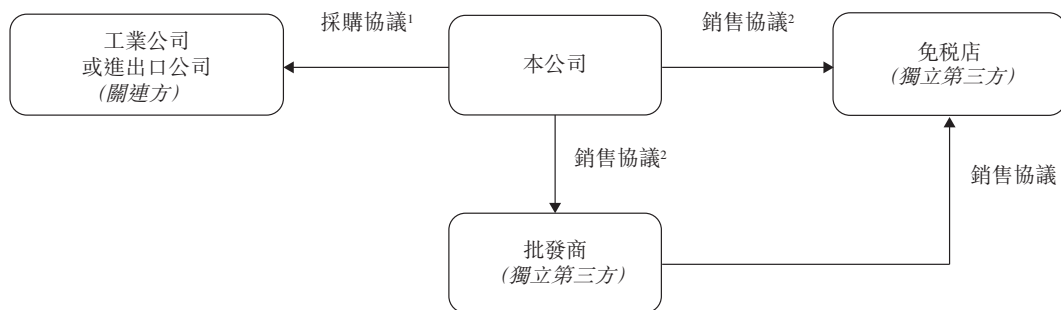 採購協議¹
銷售協議²
工業公司
或進出口公司
(關連方)
本公司
免税店
(獨立第三方)
銷售協議²
銷售協議
批發商
(獨立第三方)